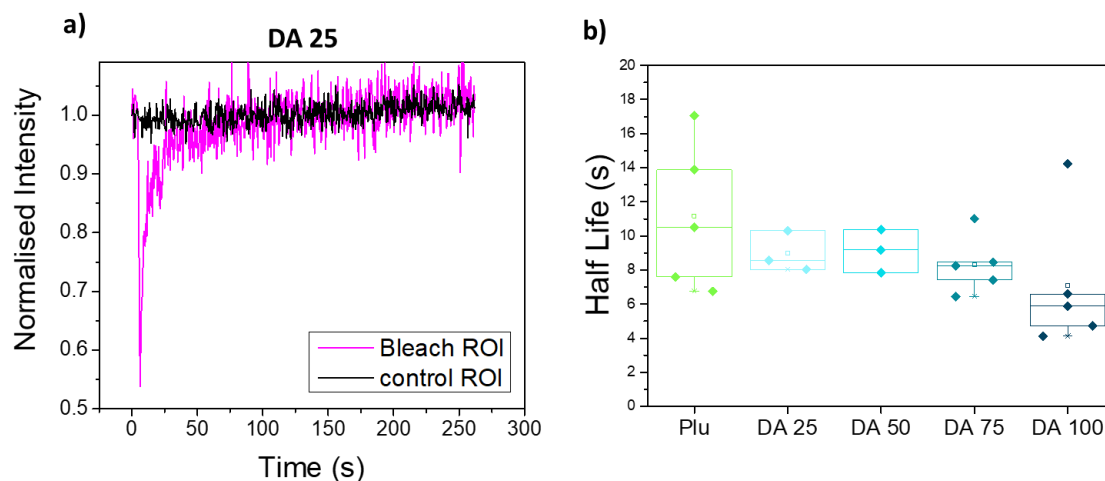 a)
DA 25
Normalised Intensity
1.0
0.9
0.8
0.7
0.6
0.5
0 50 100 150 200 250 300
Time (s)
Bleach ROI
control ROI
b)
Half Life (s)
20
18
16
14
12
10
8
6
4
2
0
Plu DA 25 DA 50 DA 75 DA 100